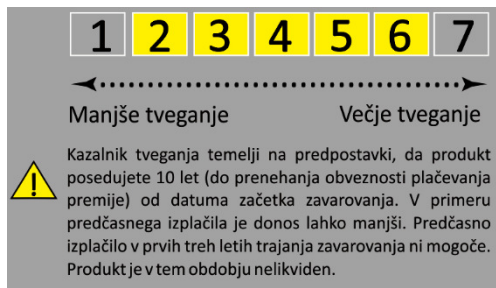 1 2 3 4 5 6 7
Manjše tveganje Večje tveganje
Kazalnik tveganja temelji na predpostavki, da produkt
posedujete 10 let (do prenehanja obveznosti plačevanja
premije) od datuma začetka zavarovanja. V primeru
predčasnega izplačila je donos lahko manjši. Predčasno
izplačilo v prvih treh letih trajanja zavarovanja ni mogoče.
Produkt je v tem obdobju nelikviden.